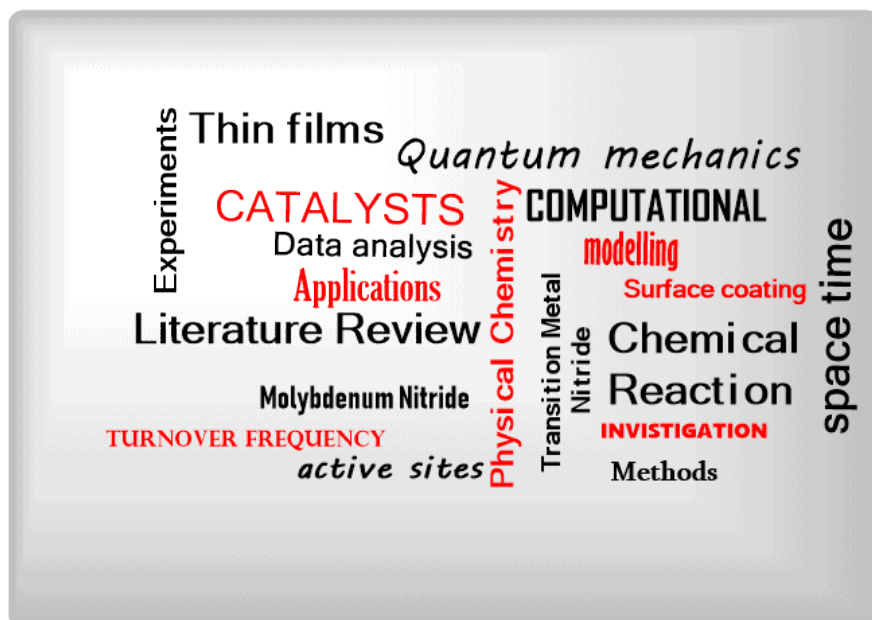 Experiments
Thin films
Quantum mechanics
CATALYSTS
COMPUTATIONAL
Data analysis
modelling
Applications
Surface coating
Literature Review
Physical Chemistry
Transition Metal
Nitride
Chemical
Reaction
space time
Molybdenum Nitride
TURNOVER FREQUENCY
INVISTIGATION
active sites
Methods